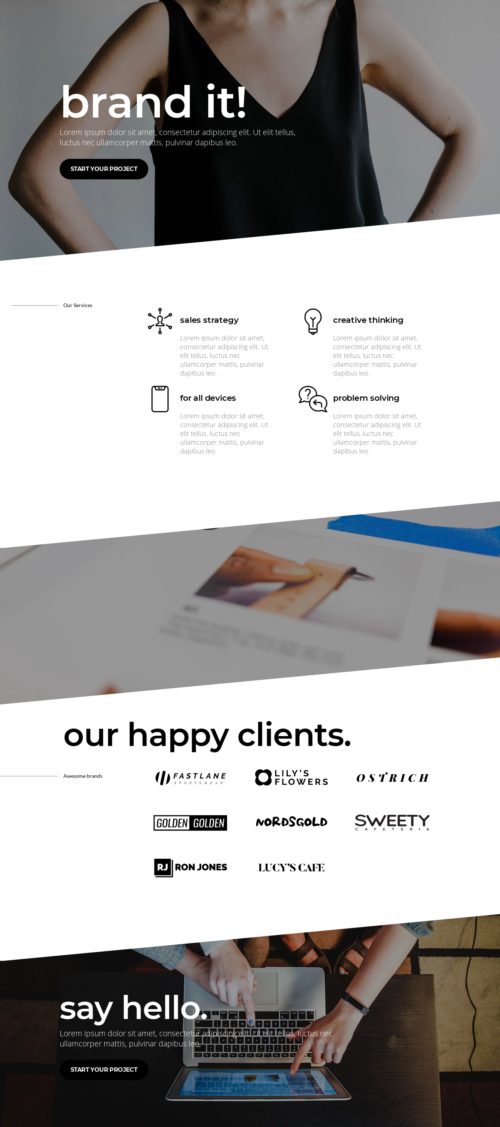 brand it!
Lorem ipsum dolor sit amet, consectetur adipiscing elit. Ut elit tellus,
luctus nec ullamcorper mattis, pulvinar dapibus leo.
START YOUR PROJECT
Our Services
sales strategy
Lorem ipsum dolor sit amet,
consectetur adipiscing elit. Ut
elit tellus, luctus nec
ullamcorper mattis, pulvinar
dapibus leo.
creative thinking
Lorem ipsum dolor sit amet,
consectetur adipiscing elit. Ut
elit tellus, luctus nec
ullamcorper mattis, pulvinar
dapibus leo.
for all devices
Lorem ipsum dolor sit amet,
consectetur adipiscing elit. Ut
elit tellus, luctus nec
ullamcorper mattis, pulvinar
dapibus leo.
problem solving
Lorem ipsum dolor sit amet,
consectetur adipiscing elit. Ut
elit tellus, luctus nec
ullamcorper mattis, pulvinar
dapibus leo.
our happy clients.
Awesome brands
FASTLANE
SPORTSWEAR
LILY'S
FLOWERS
OSTRICH
GOLDEN GOLDEN
NORDSGOLD
SWEETY
CAFETERIA
RJ RON JONES
LUCY'S CAFE
say hello.
Lorem ipsum dolor sit amet, consectetur adipiscing elit. Ut elit tellus, luctus nec
ullamcorper mattis, pulvinar dapibus leo.
START YOUR PROJECT